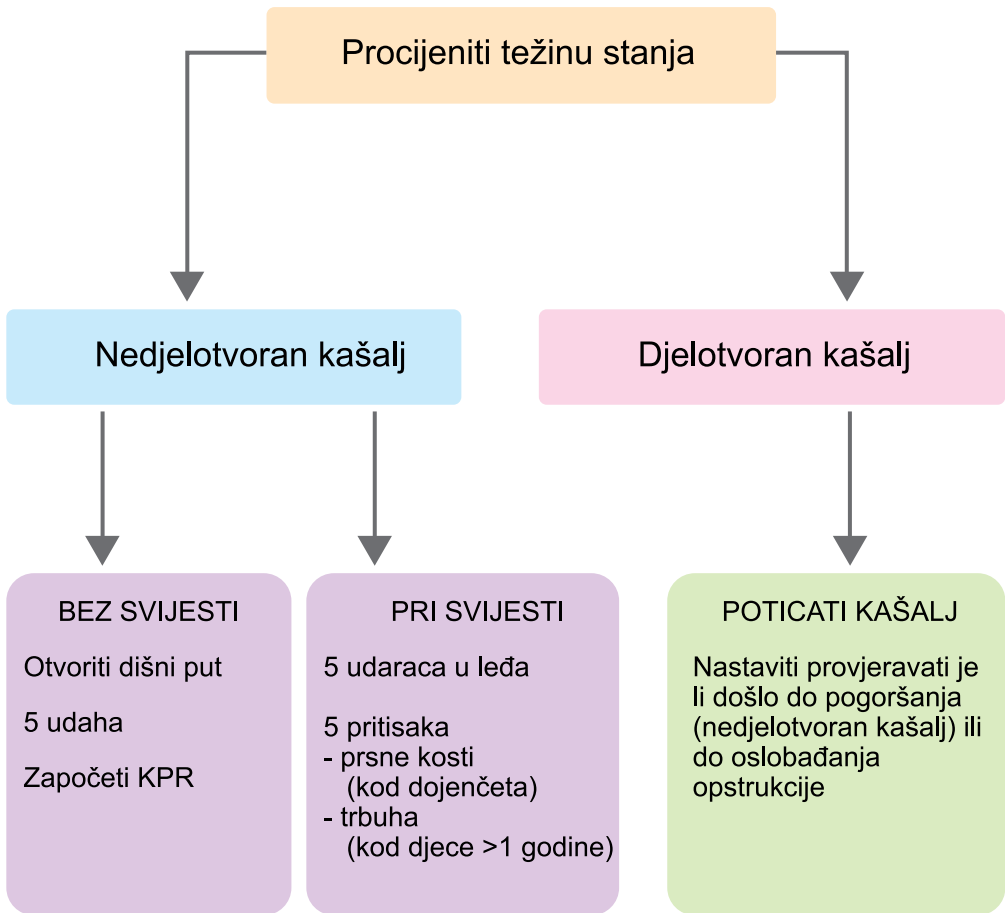 Procijeniti težinu stanja
Nedjelotvoran kašalj
Djelotvoran kašalj
BEZ SVIJESTI
Otvoriti dišni put
5 udaha
Započeti KPR
PRI SVIJESTI
5 udaraca u leđa
5 pritisaka
- prsne kosti
(kod dojenčeta)
- trbuha
(kod djece >1 godine)
POTICATI KAŠALJ
Nastaviti provjeravati je
li došlo do pogoršanja
(nedjelotvoran kašalj) ili
do oslobađanja
opstrukcije